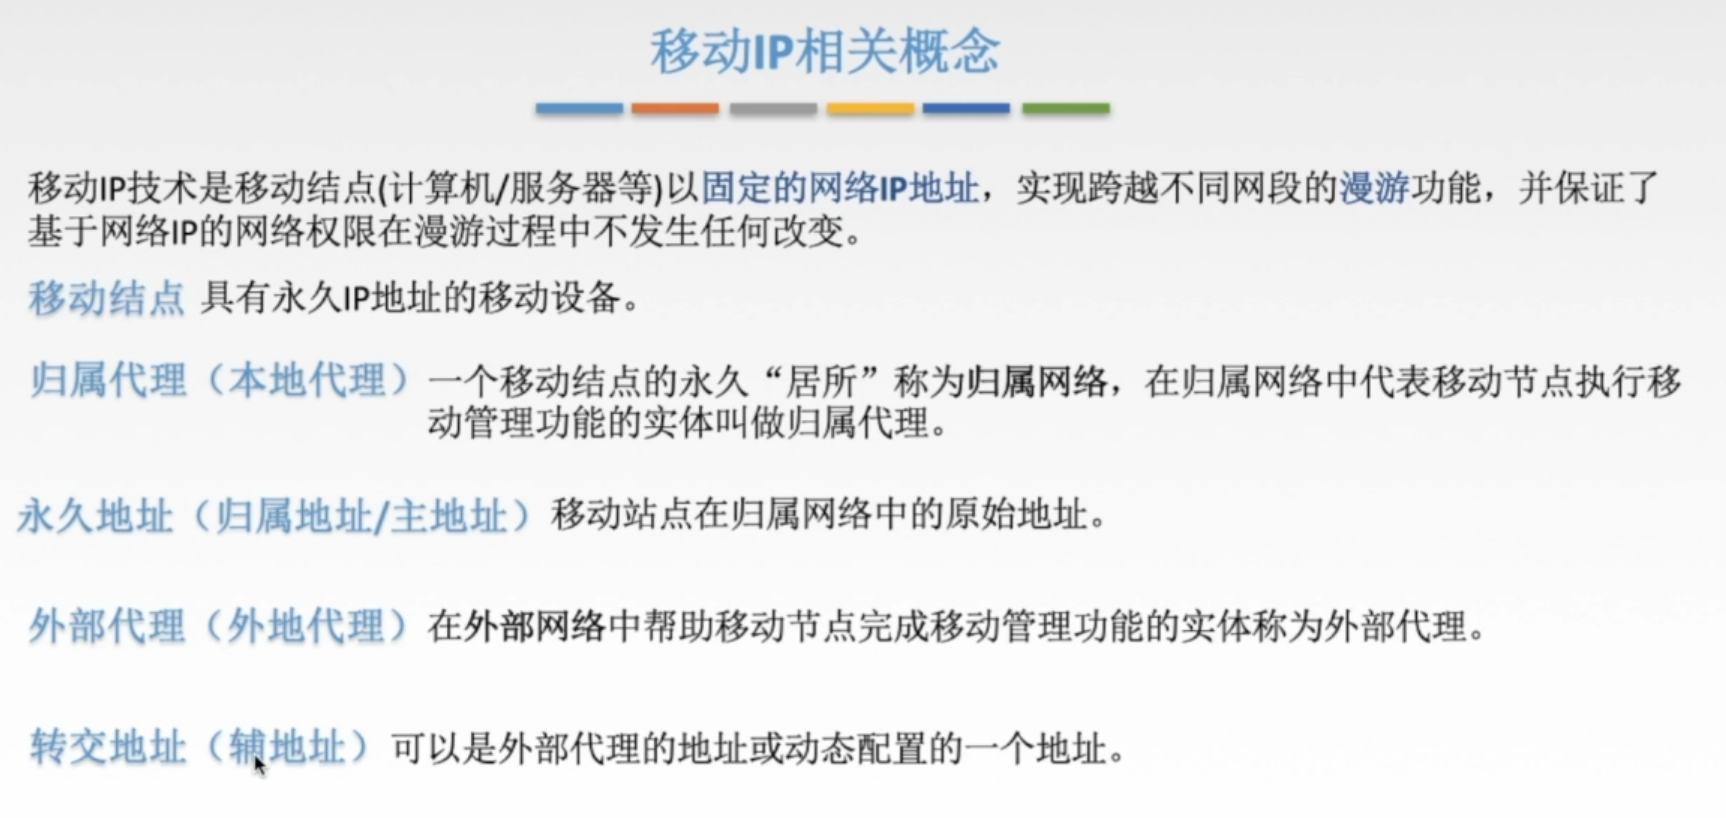 移动IP相关概念
移动IP技术是移动结点(计算机/服务器等)以固定的网络IP地址，实现跨越不同网段的漫游功能，并保证了
基于网络IP的网络权限在漫游过程中不发生任何改变。
移动结点 具有永久IP地址的移动设备。
归属代理（本地代理） 一个移动结点的永久“居所”称为归属网络，在归属网络中代表移动节点执行移
动管理功能的实体叫做归属代理。
永久地址（归属地址/主地址） 移动站点在归属网络中的原始地址。
外部代理（外地代理） 在外部网络中帮助移动节点完成移动管理功能的实体称为外部代理。
转交地址（辅地址） 可以是外部代理的地址或动态配置的一个地址。